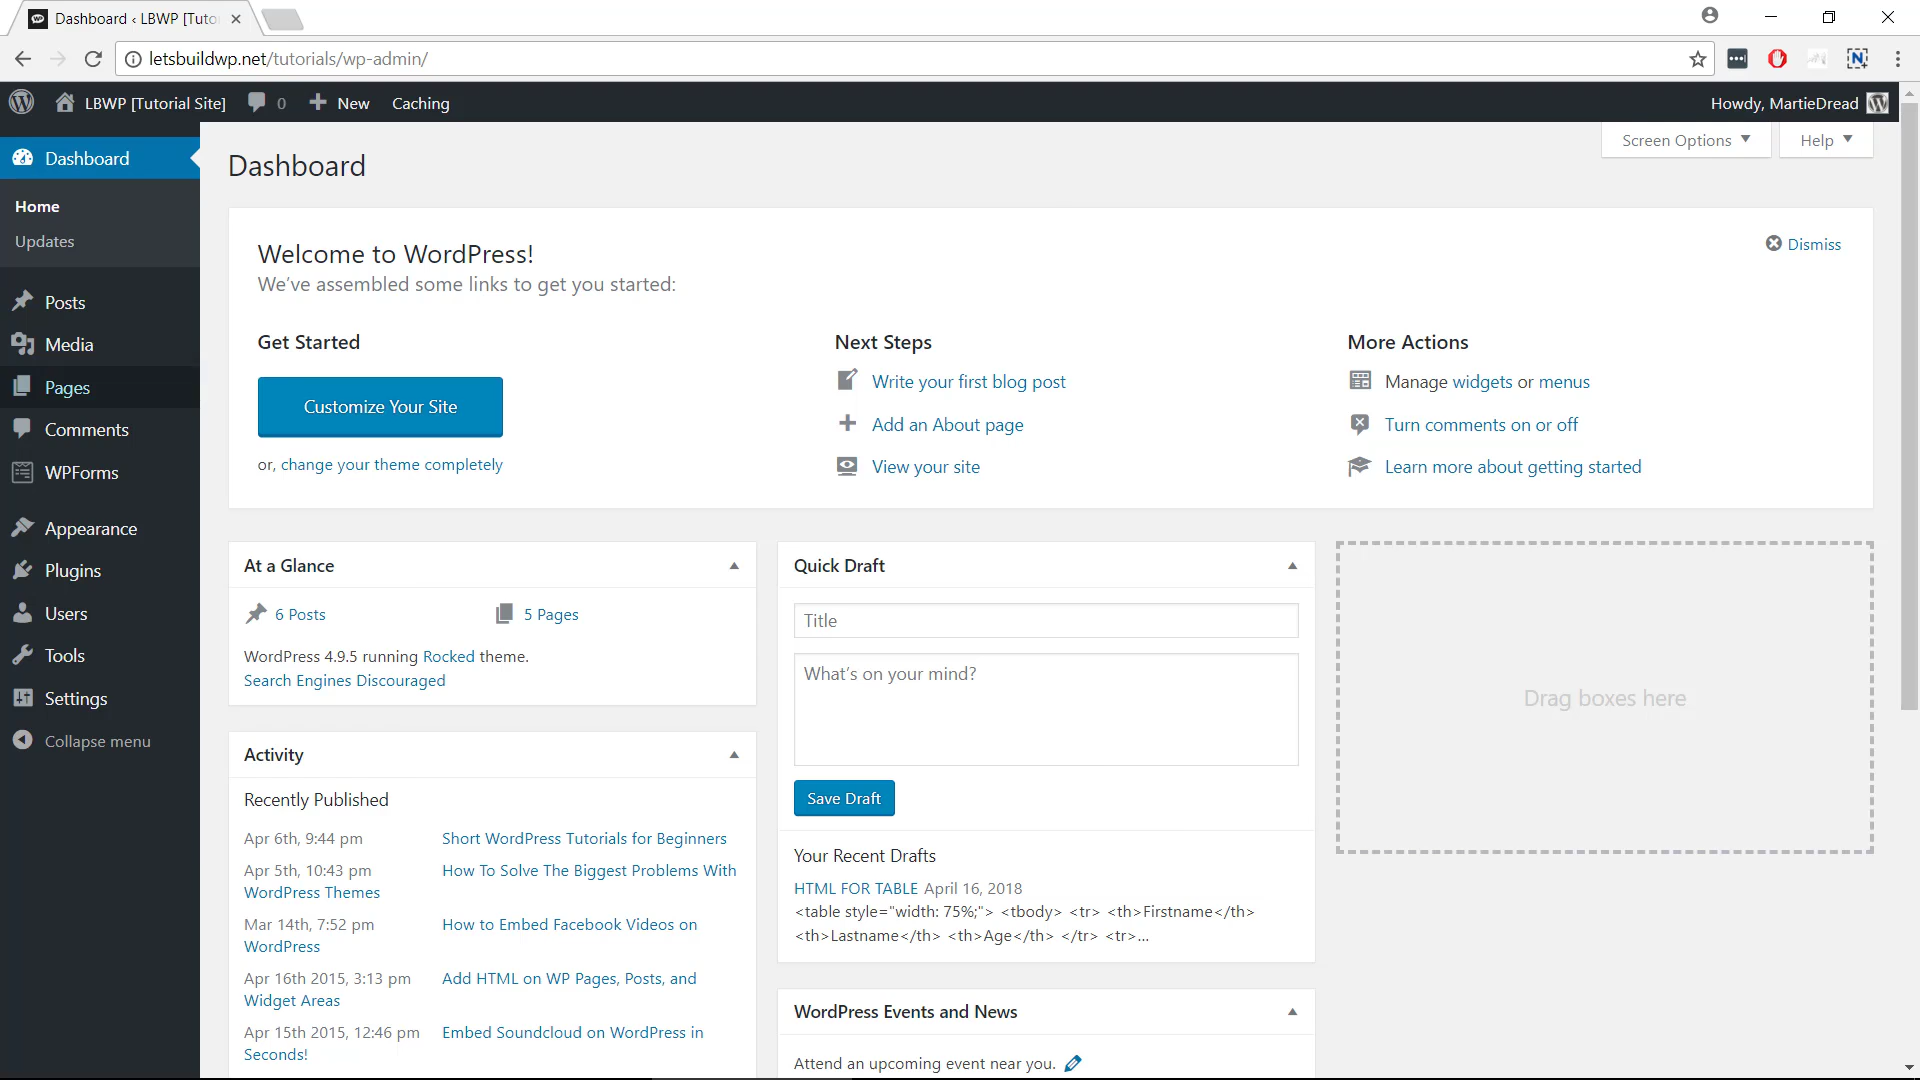 Dashboard ‹ LBWP [Tuto
letsbuildwp.net/tutorials/wp-admin/
LBWP [Tutorial Site] 0 New Caching
Howdy, MartieDread
Dashboard
Home
Updates
Posts
Media
Pages
Comments
WPForms
Appearance
Plugins
Users
Tools
Settings
Collapse menu
Screen Options
Help
Dashboard
Welcome to WordPress!
We’ve assembled some links to get you started:
Dismiss
Get Started
Customize Your Site
or, change your theme completely
Next Steps
Write your first blog post
Add an About page
View your site
More Actions
Manage widgets or menus
Turn comments on or off
Learn more about getting started
At a Glance
6 Posts
5 Pages
WordPress 4.9.5 running Rocked theme.
Search Engines Discouraged
Activity
Recently Published
Apr 6th, 9:44 pm Short WordPress Tutorials for Beginners
Apr 5th, 10:43 pm How To Solve The Biggest Problems With
WordPress Themes
Mar 14th, 7:52 pm How to Embed Facebook Videos on
WordPress
Apr 16th 2015, 3:13 pm Add HTML on WP Pages, Posts, and
Widget Areas
Apr 15th 2015, 12:46 pm Embed Soundcloud on WordPress in
Seconds!
Quick Draft
Title
What’s on your mind?
Save Draft
Your Recent Drafts
HTML FOR TABLE April 16, 2018
<table style="width: 75%;"> <tbody> <tr> <th>Firstname</th>
<th>Lastname</th> <th>Age</th> </tr> <tr>…
WordPress Events and News
Attend an upcoming event near you.
Drag boxes here